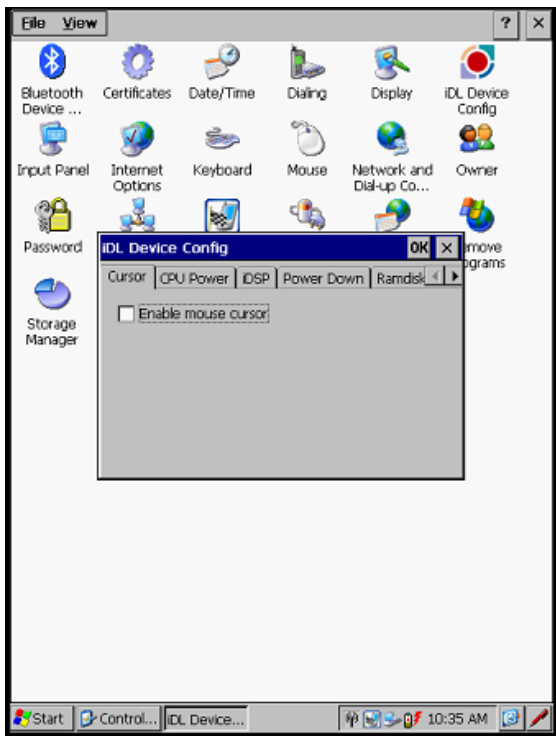 File View ? ×
Bluetooth
Device ...
Certificates
Date/Time
Dialing
Display
iDL Device
Config
Input Panel
Internet
Options
Keyboard
Mouse
Network and
Dial-up Co...
Owner
Password
iDL Device Config OK ×
Cursor CPU Power iDSP Power Down Ramdisk
Enable mouse cursor
Storage
Manager
Start Control... iDL Device... 10:35 AM